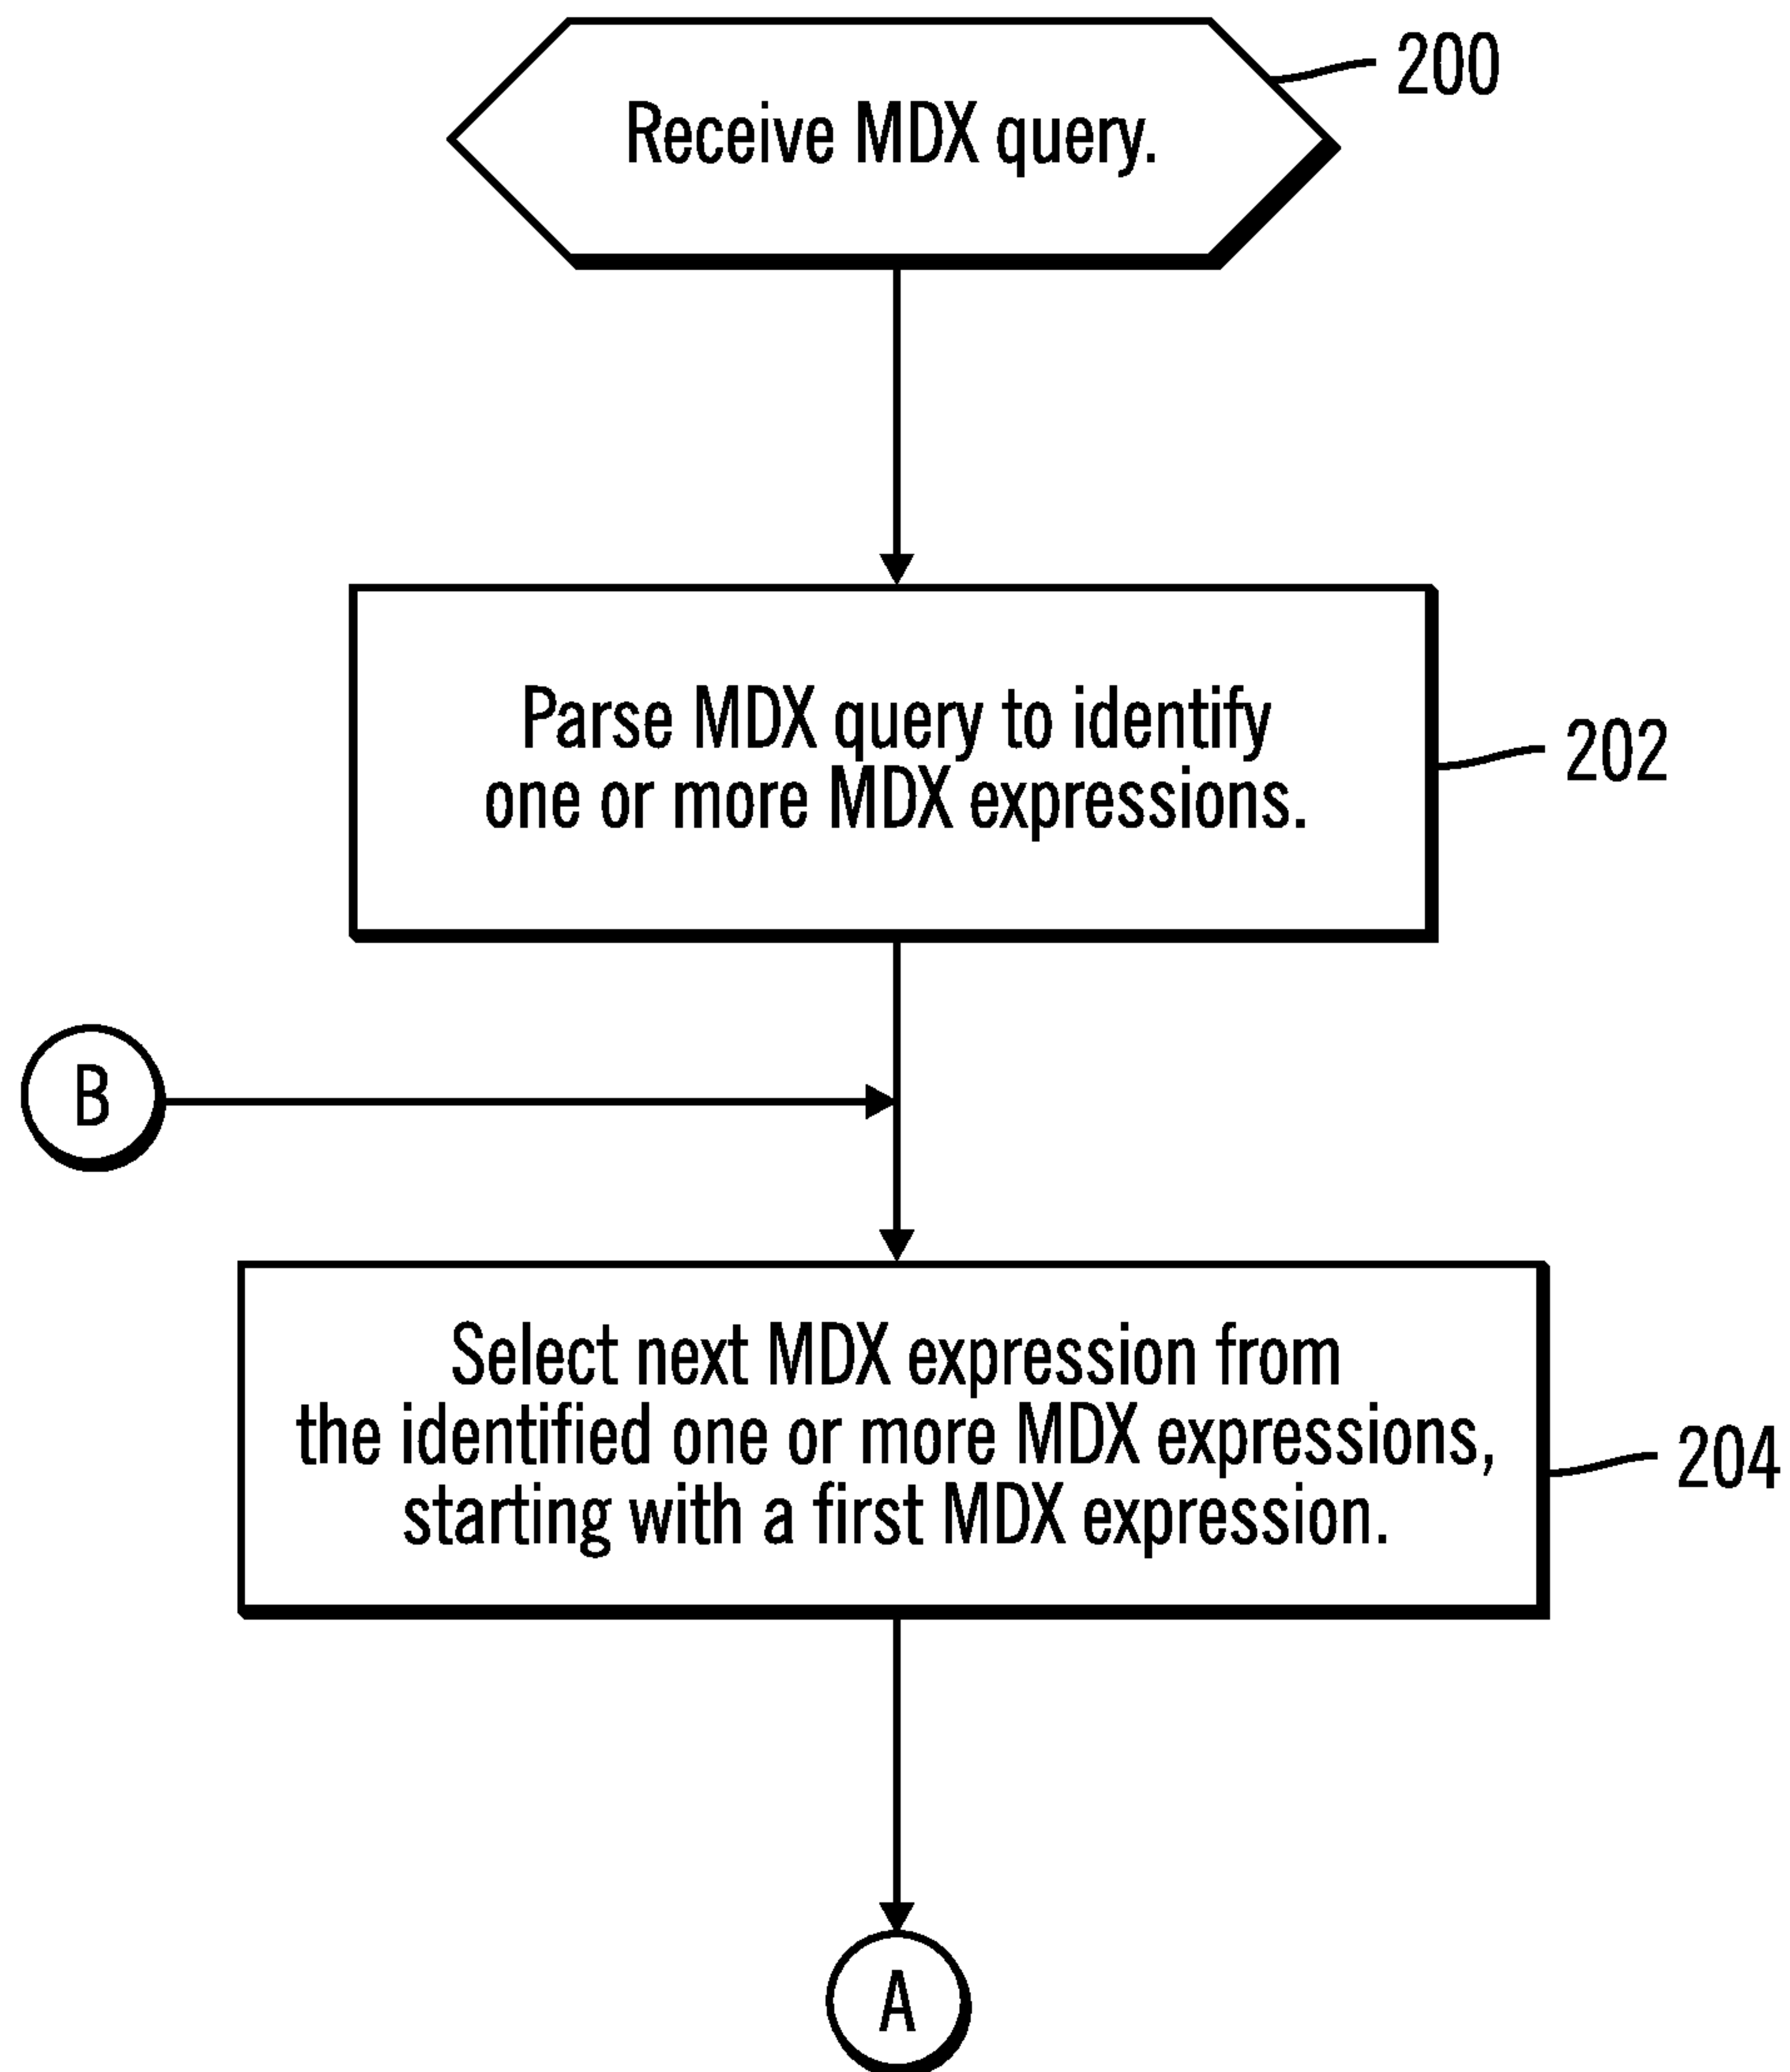 Receive MDX query.
200
Parse MDX query to identify
one or more MDX expressions.
202
B
Select next MDX expression from
the identified one or more MDX expressions,
starting with a first MDX expression.
204
A